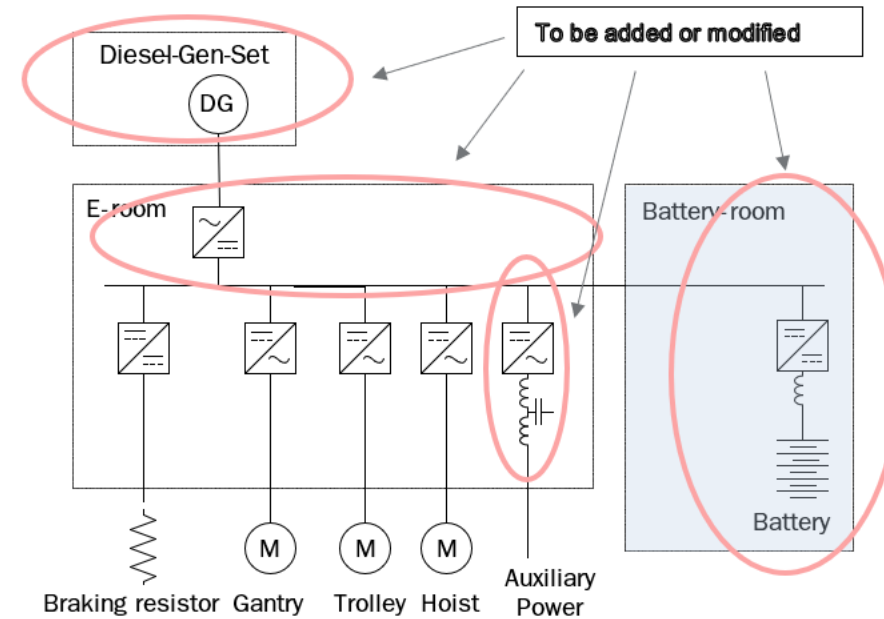 To be added or modified
Diesel-Gen-Set
DG
E-room
Battery-room
Battery
M
M
M
Braking resistor
Gantry
Trolley
Hoist
Auxiliary
Power